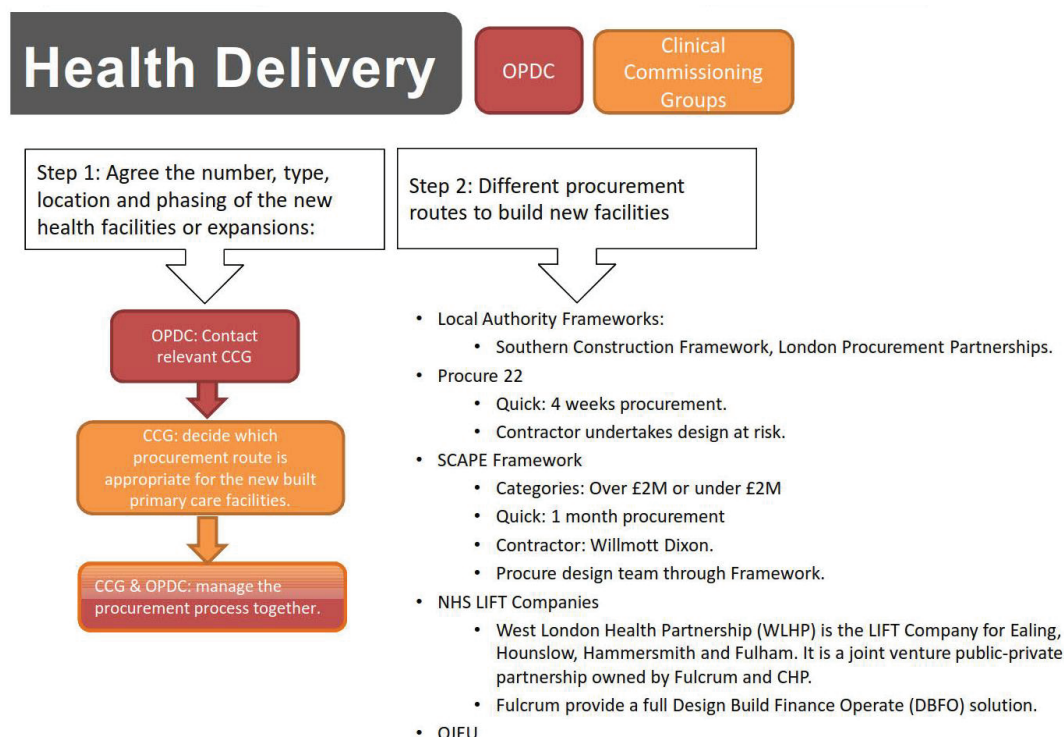 Health Delivery
OPDC
Clinical
Commissioning
Groups
Step 1: Agree the number, type,
location and phasing of the new
health facilities or expansions:
OPDC: Contact
relevant CCG
CCG: decide which
procurement route is
appropriate for the new built
primary care facilities.
CCG & OPDC: manage the
procurement process together.
Step 2: Different procurement
routes to build new facilities
• Local Authority Frameworks:
• Southern Construction Framework, London Procurement Partnerships.
• Procure 22
• Quick: 4 weeks procurement.
• Contractor undertakes design at risk.
• SCAPE Framework
• Categories: Over £2M or under £2M
• Quick: 1 month procurement
• Contractor: Willmott Dixon.
• Procure design team through Framework.
• NHS LIFT Companies
• West London Health Partnership (WLHP) is the LIFT Company for Ealing,
Hounslow, Hammersmith and Fulham. It is a joint venture public-private
partnership owned by Fulcrum and CHP.
• Fulcrum provide a full Design Build Finance Operate (DBFO) solution.
• OJEU